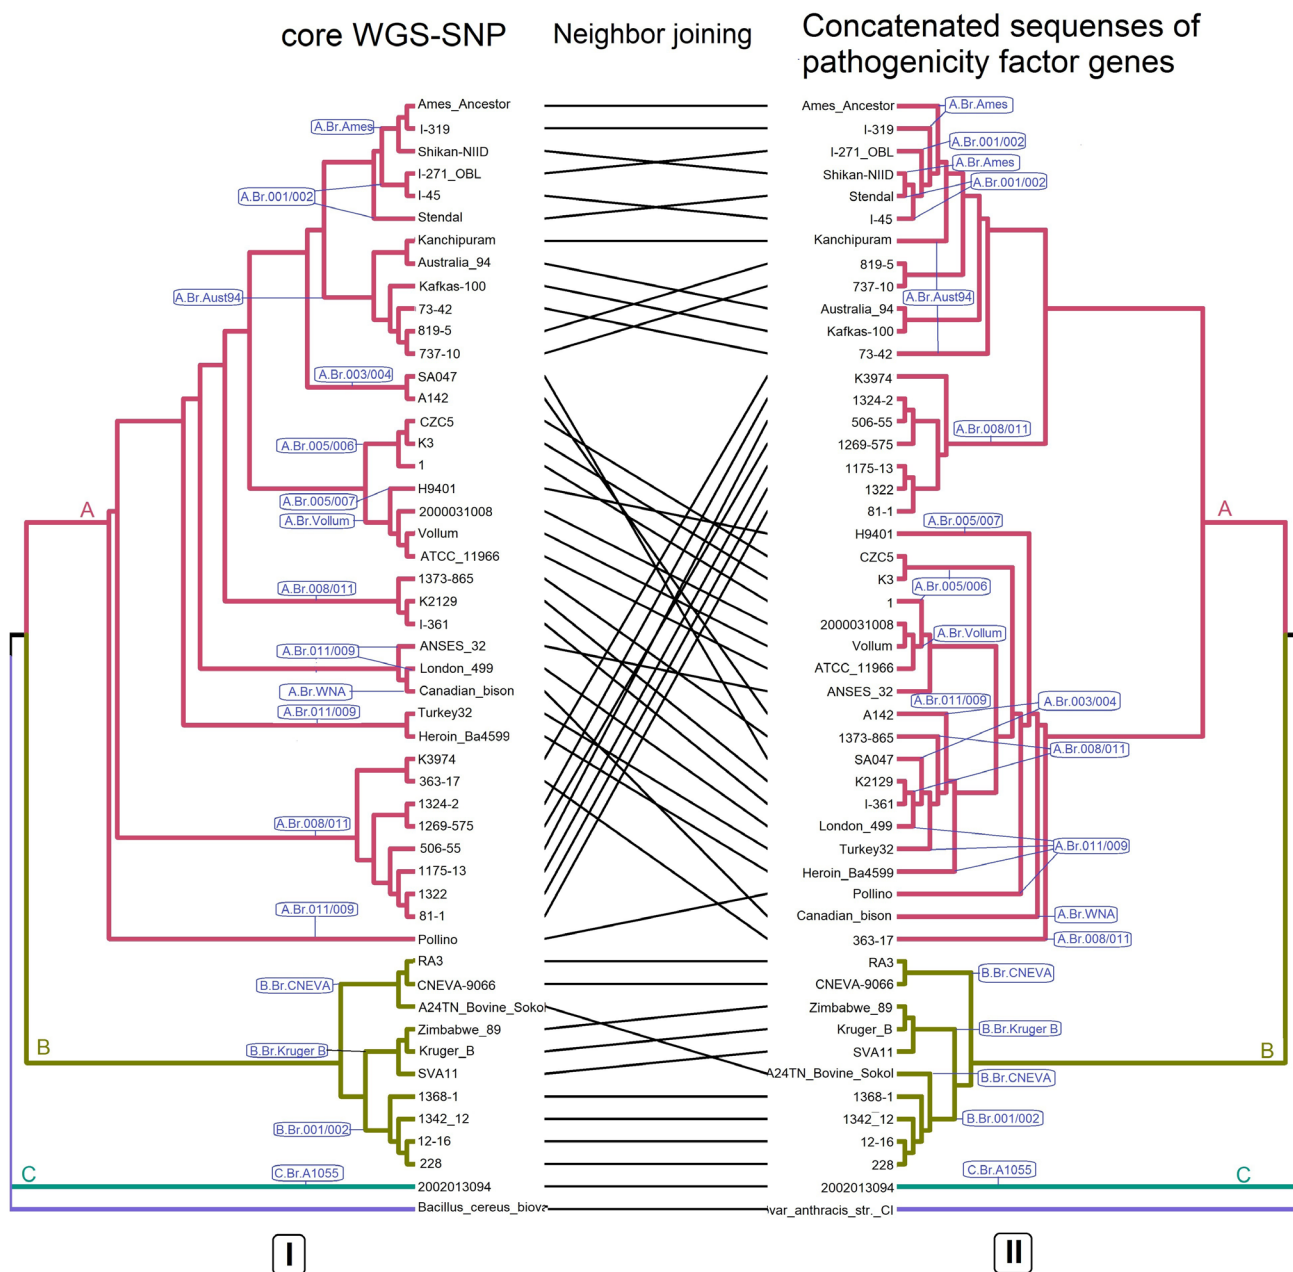 core WGS-SNP
Neighbor joining
Concatenated sequenses of
pathogenicity factor genes
Ames_Ancestor
I-319
Shikan-NIID
I-271_OBL
I-45
Stendal
Kanchipuram
Australia_94
Kafkas-100
73-42
819-5
737-10
SA047
A142
CZC5
K3
1
H9401
2000031008
Vollum
ATCC_11966
1373-865
K2129
I-361
ANSES_32
London_499
Canadian_bison
Turkey32
Heroin_Ba4599
K3974
363-17
1324-2
1269-575
506-55
1175-13
1322
81-1
Pollino
RA3
CNEVA-9066
A24TN_Bovine_Sokol
Zimbabwe_89
Kruger_B
SVA11
1368-1
1342_12
12-16
228
2002013094
Bacillus_cereus_biova
A.Br.Ames
A.Br.001/002
A.Br.Aust94
A.Br.003/004
A.Br.005/006
A.Br.005/007
A.Br.Vollum
A.Br.008/011
A.Br.011/009
A.Br.WNA
A.Br.011/009
A.Br.008/011
A.Br.011/009
B.Br.CNEVA
B.Br.Kruger B
B.Br.001/002
C.Br.A1055
A
B
C
I
Ames_Ancestor
I-319
I-271_OBL
Shikan-NIID
Stendal
I-45
Kanchipuram
819-5
737-10
Australia_94
Kafkas-100
73-42
K3974
1324-2
506-55
1269-575
1175-13
1322
81-1
H9401
CZC5
K3
1
2000031008
Vollum
ATCC_11966
ANSES_32
A142
1373-865
SA047
K2129
I-361
London_499
Turkey32
Heroin_Ba4599
Pollino
Canadian_bison
363-17
RA3
CNEVA-9066
Zimbabwe_89
Kruger_B
SVA11
A24TN_Bovine_Sokol
1368-1
1342_12
12-16
228
2002013094
var_anthracis_str._CI
A.Br.Ames
A.Br.001/002
A.Br.Ames
A.Br.001/002
A.Br.Aust94
A.Br.008/011
A.Br.005/007
A.Br.005/006
A.Br.Vollum
A.Br.011/009
A.Br.003/004
A.Br.008/011
A.Br.011/009
A.Br.WNA
A.Br.008/011
B.Br.CNEVA
B.Br.Kruger B
B.Br.CNEVA
B.Br.001/002
C.Br.A1055
A
B
C
II